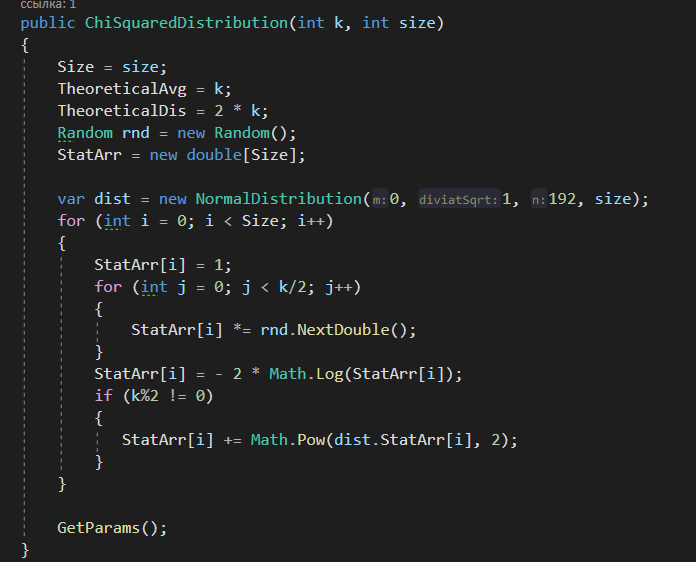 ссылка: 1
public ChiSquaredDistribution(int k, int size)
{
Size = size;
TheoreticalAvg = k;
TheoreticalDis = 2 * k;
Random rnd = new Random();
StatArr = new double[Size];
var dist = new NormalDistribution(m:0, diviatSqrt:1, n:192, size);
for (int i = 0; i < Size; i++)
{
StatArr[i] = 1;
for (int j = 0; j < k/2; j++)
{
StatArr[i] *= rnd.NextDouble();
}
StatArr[i] = - 2 * Math.Log(StatArr[i]);
if (k%2 != 0)
{
StatArr[i] += Math.Pow(dist.StatArr[i], 2);
}
}
GetParams();
}